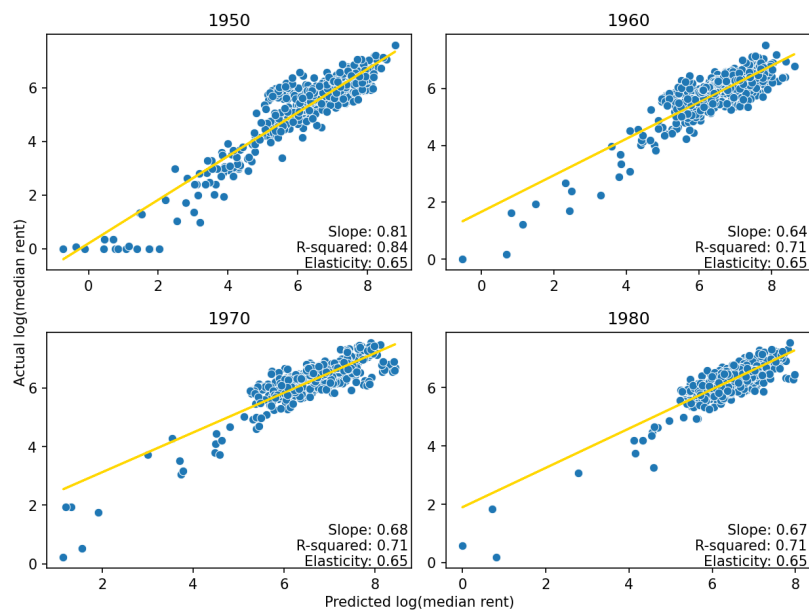 1950
6
4
2
0
0
2
4
6
8
Slope: 0.81
R-squared: 0.84
Elasticity: 0.65
1960
6
4
2
0
0
2
4
6
8
Slope: 0.64
R-squared: 0.71
Elasticity: 0.65
Actual log(median rent)
1970
6
4
2
0
2
4
6
8
Slope: 0.68
R-squared: 0.71
Elasticity: 0.65
1980
6
4
2
0
0
2
4
6
8
Slope: 0.67
R-squared: 0.71
Elasticity: 0.65
Predicted log(median rent)